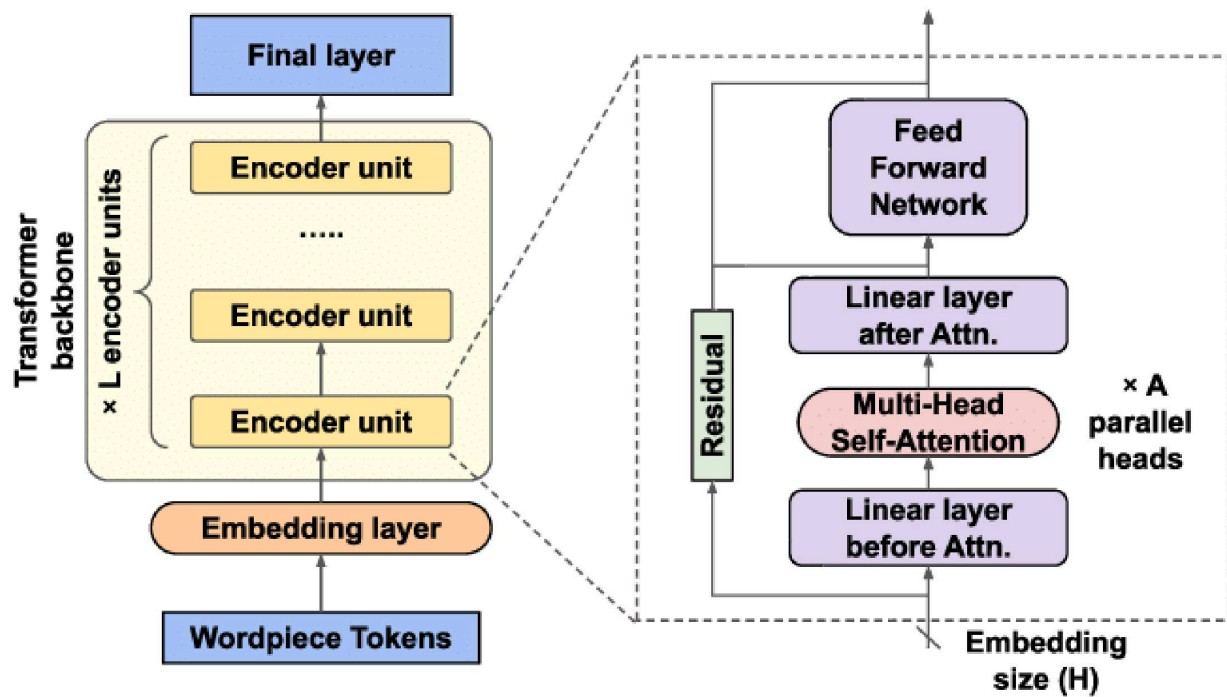 Final layer
Encoder unit
.....
Encoder unit
Encoder unit
Transformer
backbone
× L encoder units
Embedding layer
Wordpiece Tokens
Feed
Forward
Network
Linear layer
after Attn.
Residual
Multi-Head
Self-Attention
× A
parallel
heads
Linear layer
before Attn.
Embedding
size (H)